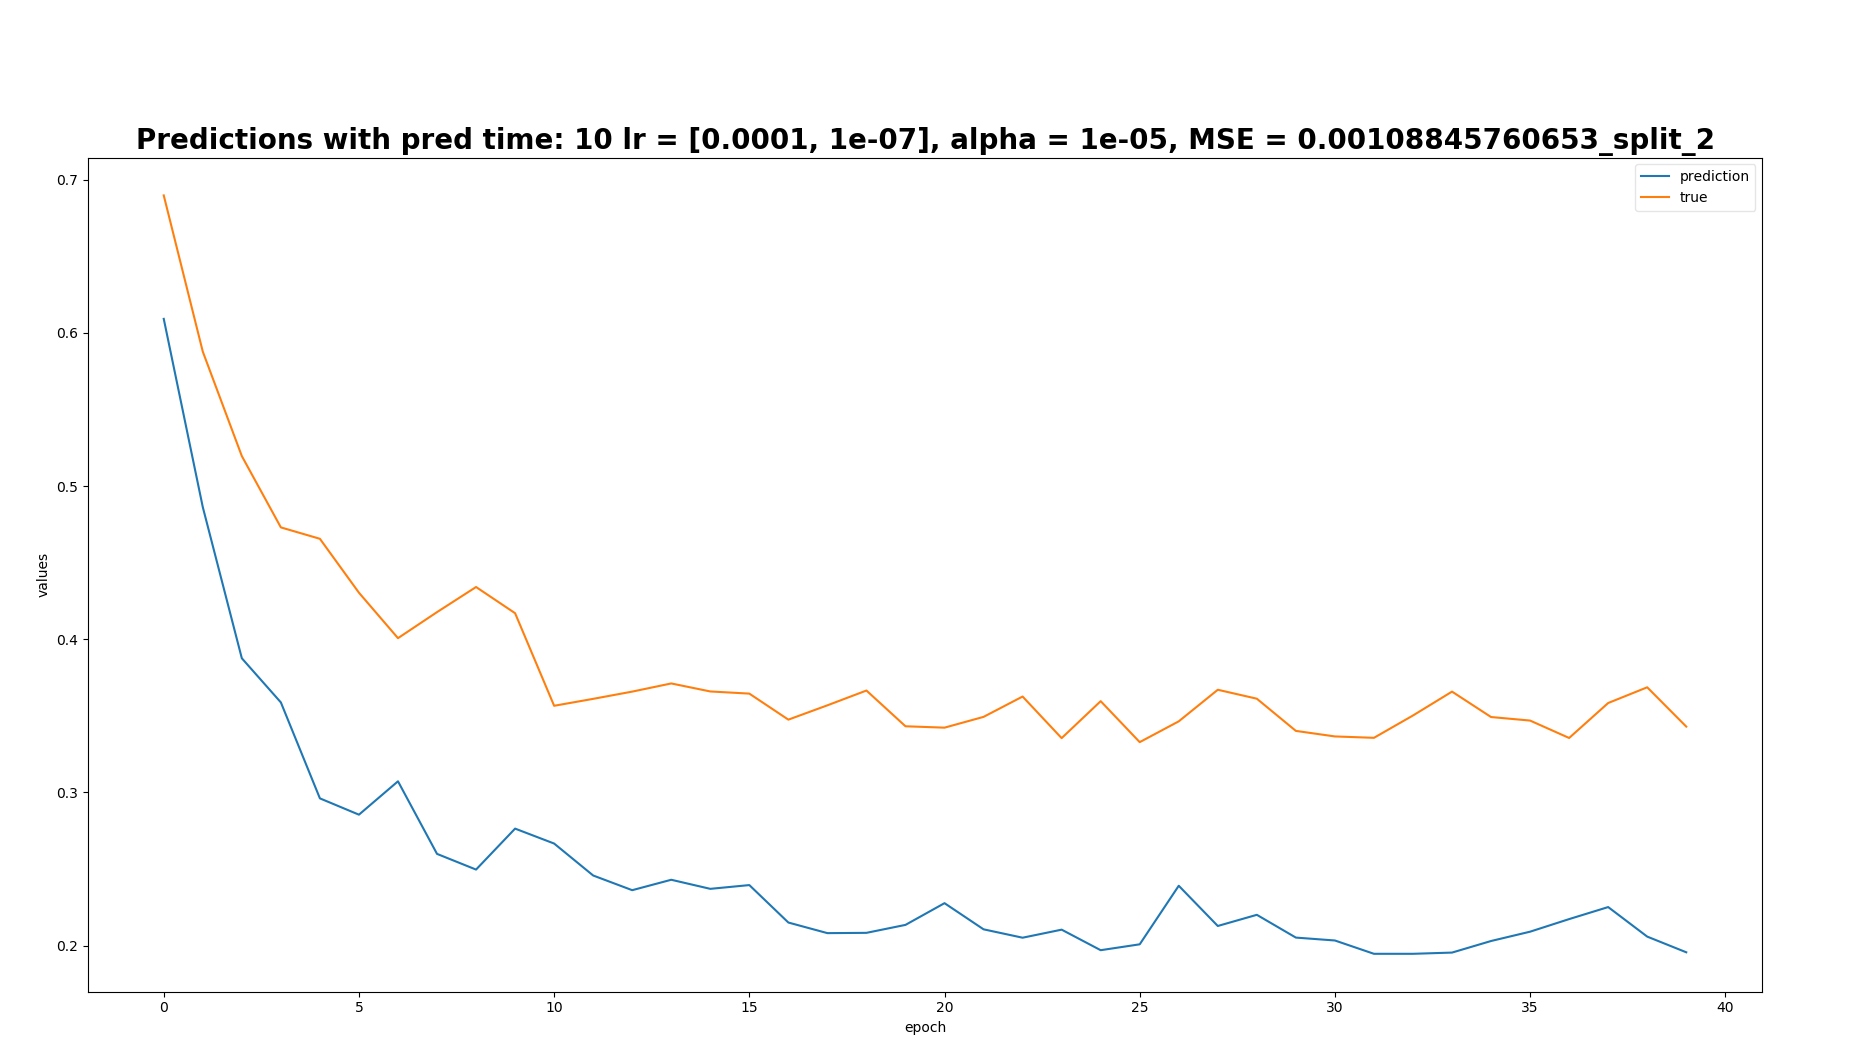 Predictions with pred time: 10 lr = [0.0001, 1e-07], alpha = 1e-05, MSE = 0.00108845760653_split_2
prediction
true
0.7
0.6
0.5
0.4
0.3
0.2
values
0 5 10 15 20 25 30 35 40
epoch